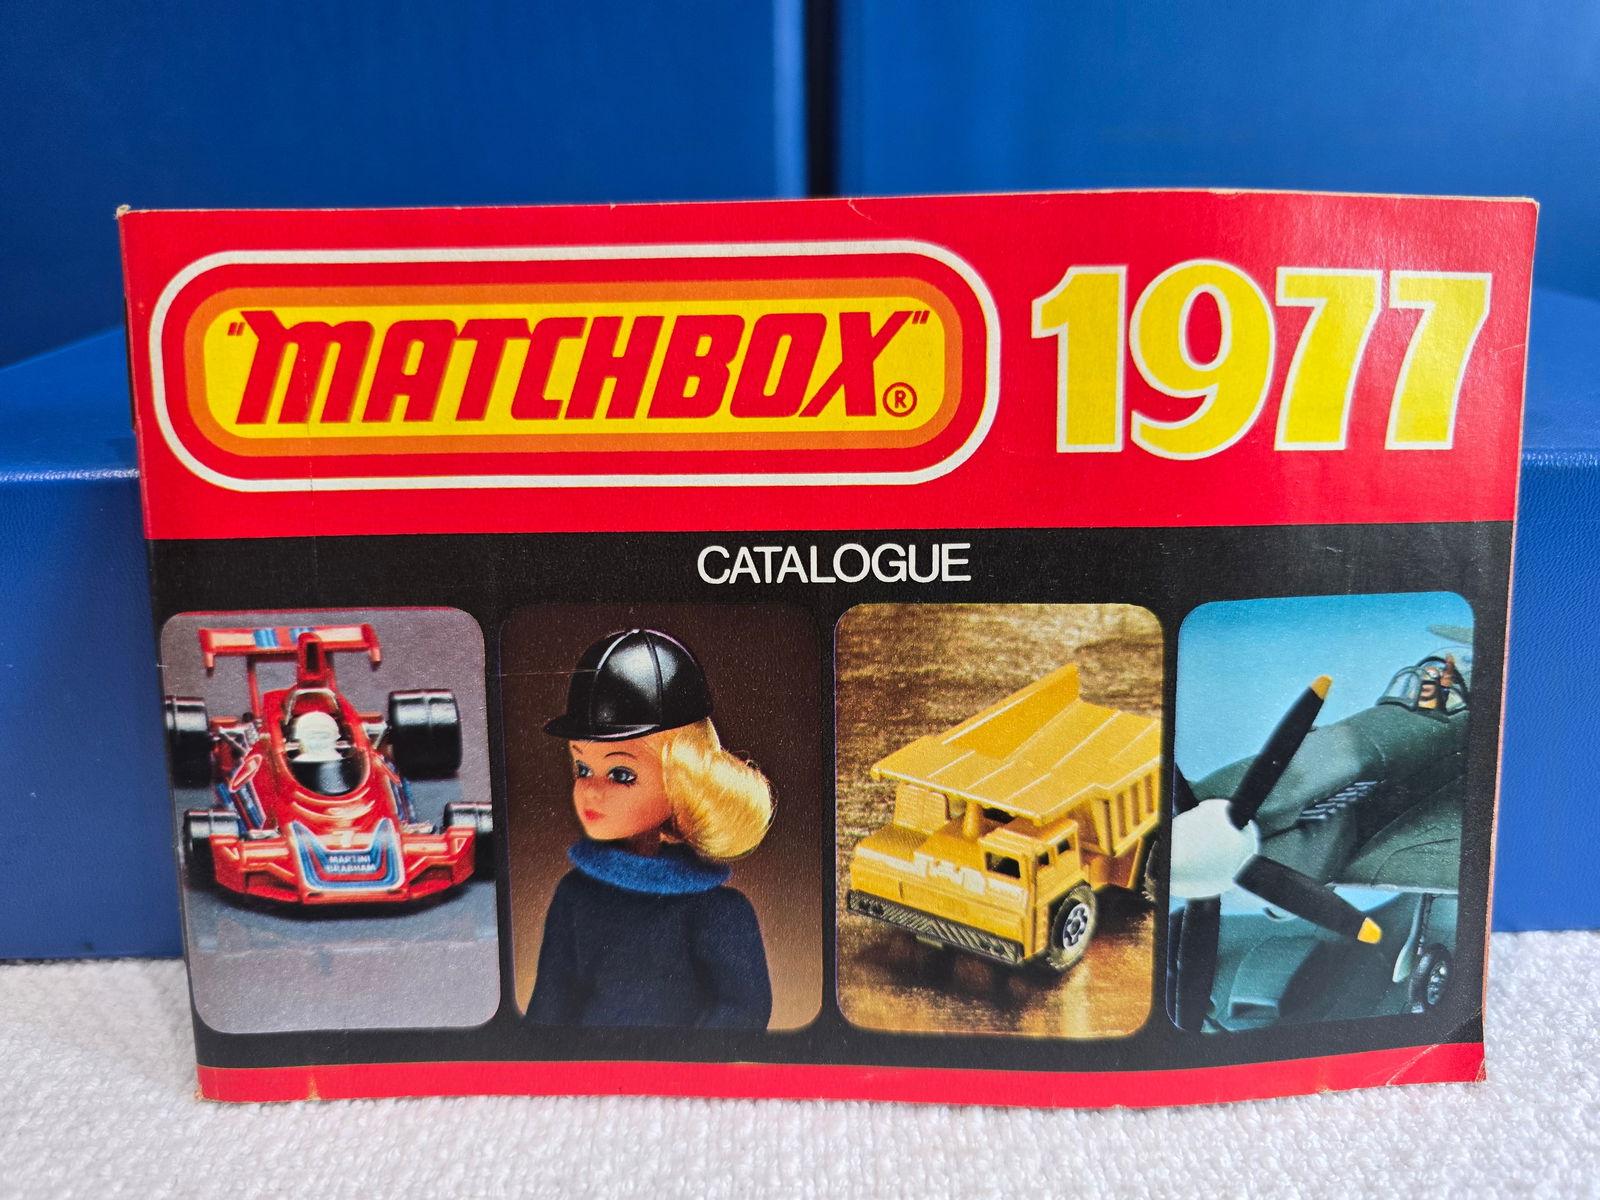 "MATCHBOX"®
1977
CATALOGUE
MARTINI
BRABHAM